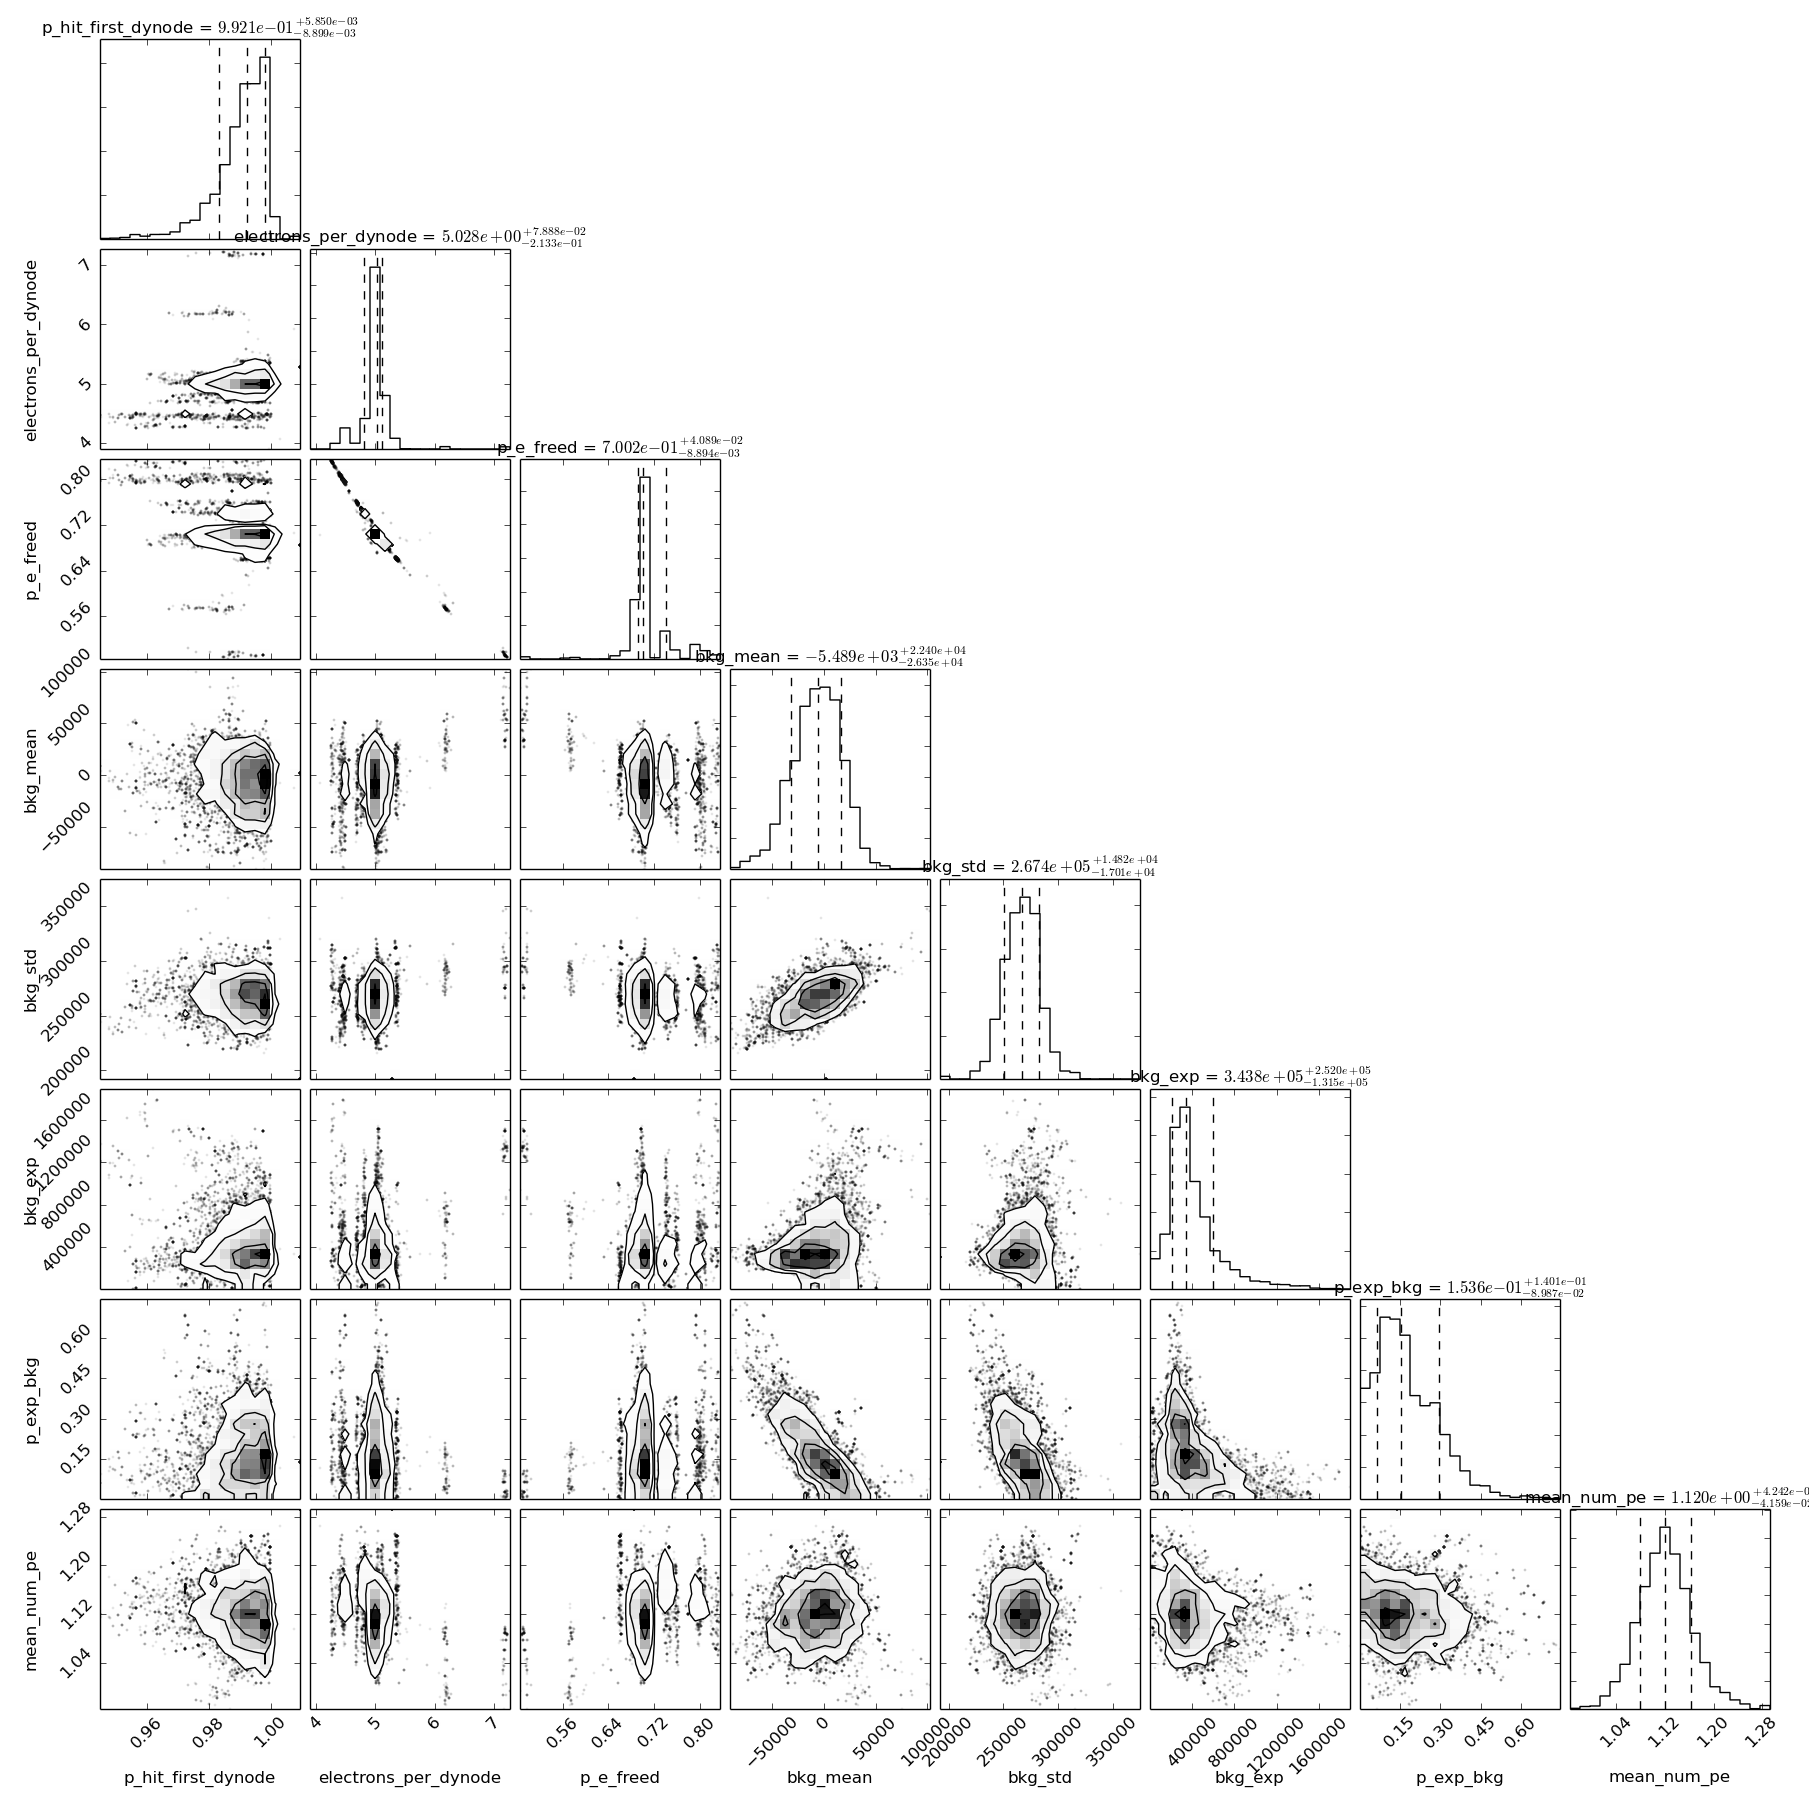 p_hit_first_dynode = 9.921e−01 +5.850e−03 −8.899e−03
electrons_per_dynode = 5.028e+00 +7.888e−02 −2.133e−01
7
6
5
4
electrons_per_dynode
p_e_freed = 7.002e−01 +4.089e−02 −8.894e−03
0.80
0.72
0.64
0.56
p_e_freed
bkg_mean = −5.489e+03 +2.240e+04 −2.635e+04
100000
50000
0
−50000
bkg_mean
bkg_std = 2.674e+05 +1.482e+04 −1.701e+04
350000
300000
250000
200000
bkg_std
bkg_exp = 3.438e+05 +2.520e+05 −1.315e+05
1600000
1200000
800000
400000
bkg_exp
p_exp_bkg = 1.536e−01 +1.401e−01 −8.987e−02
0.60
0.45
0.30
0.15
p_exp_bkg
mean_num_pe = 1.120e+00 +4.242e−0 −4.159e−02
1.28
1.20
1.12
1.04
mean_num_pe
0.96 0.98 1.00
4 5 6 7
0.56 0.64 0.72 0.80
−50000 0 50000 100000
200000 250000 300000 350000
400000 800000 1200000 1600000
0.15 0.30 0.45 0.60
1.04 1.12 1.20 1.28
p_hit_first_dynode
electrons_per_dynode
p_e_freed
bkg_mean
bkg_std
bkg_exp
p_exp_bkg
mean_num_pe